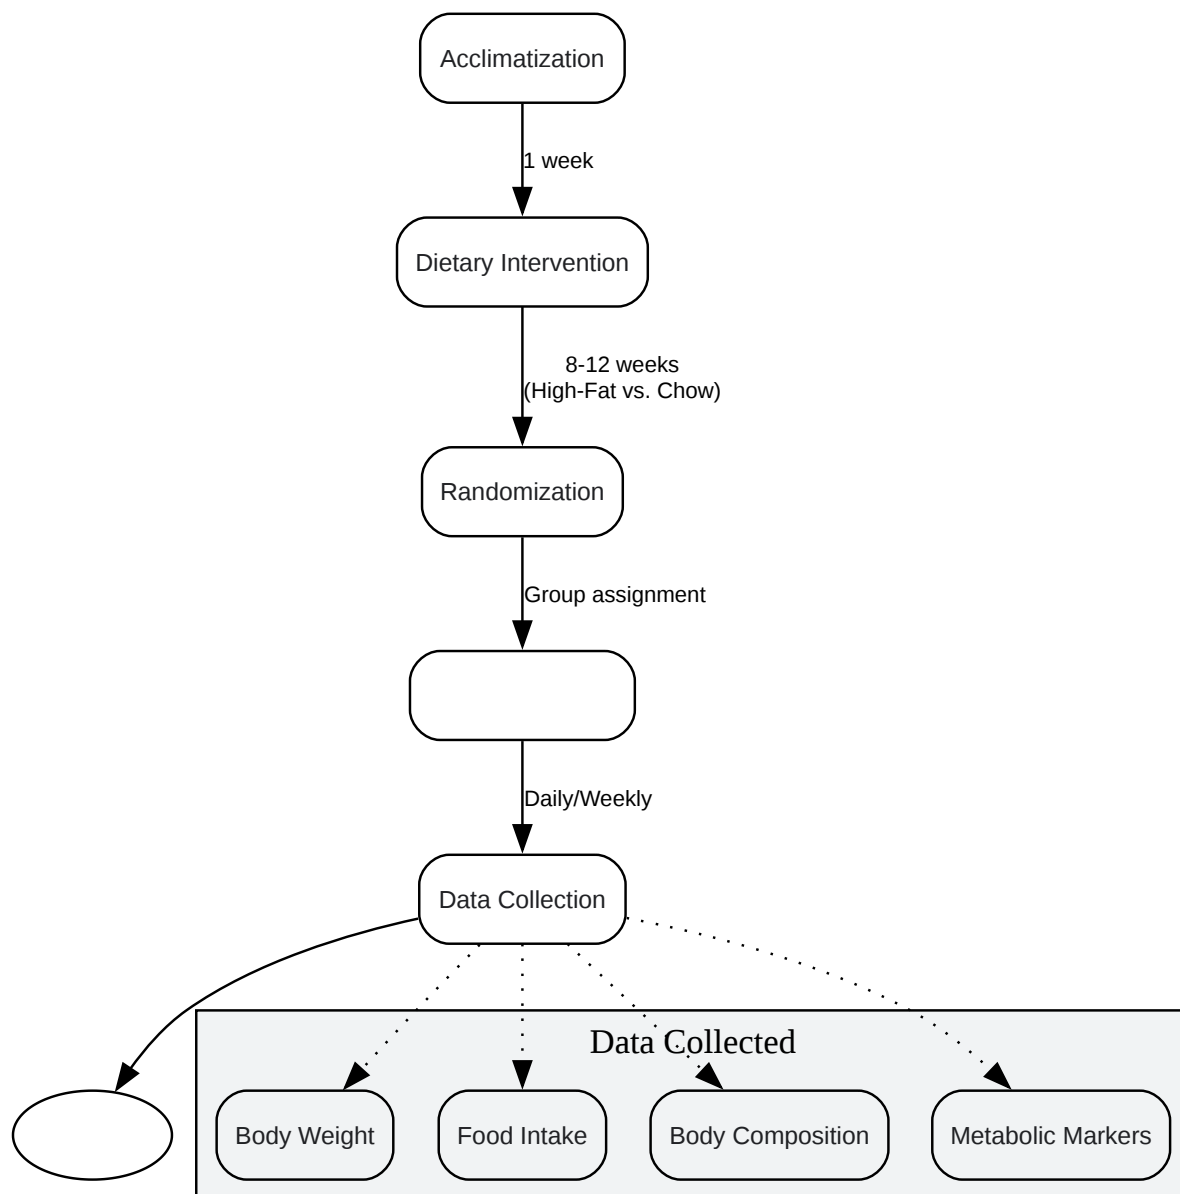 Acclimatization
1 week
Dietary Intervention
8-12 weeks
(High-Fat vs. Chow)
Randomization
Group assignment
Daily/Weekly
Data Collection
Data Collected
Body Weight
Food Intake
Body Composition
Metabolic Markers